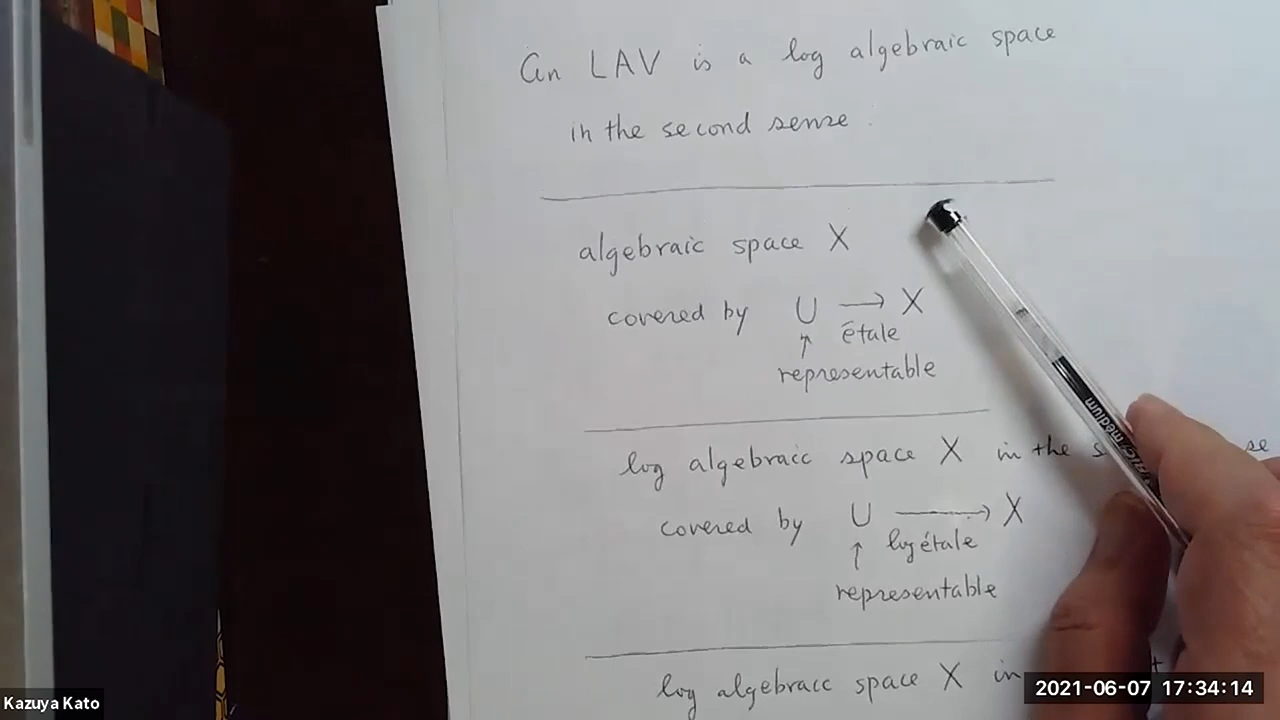 an LAV is a log algebraic space
in the second sense.
algebraic space X
covered by U → X
étale
↑
representable
log algebraic space X in the s se
covered by U → X
log étale
↑
representable
log algebraic space X in
2021-06-07 17:34:14
Kazuya Kato
medium